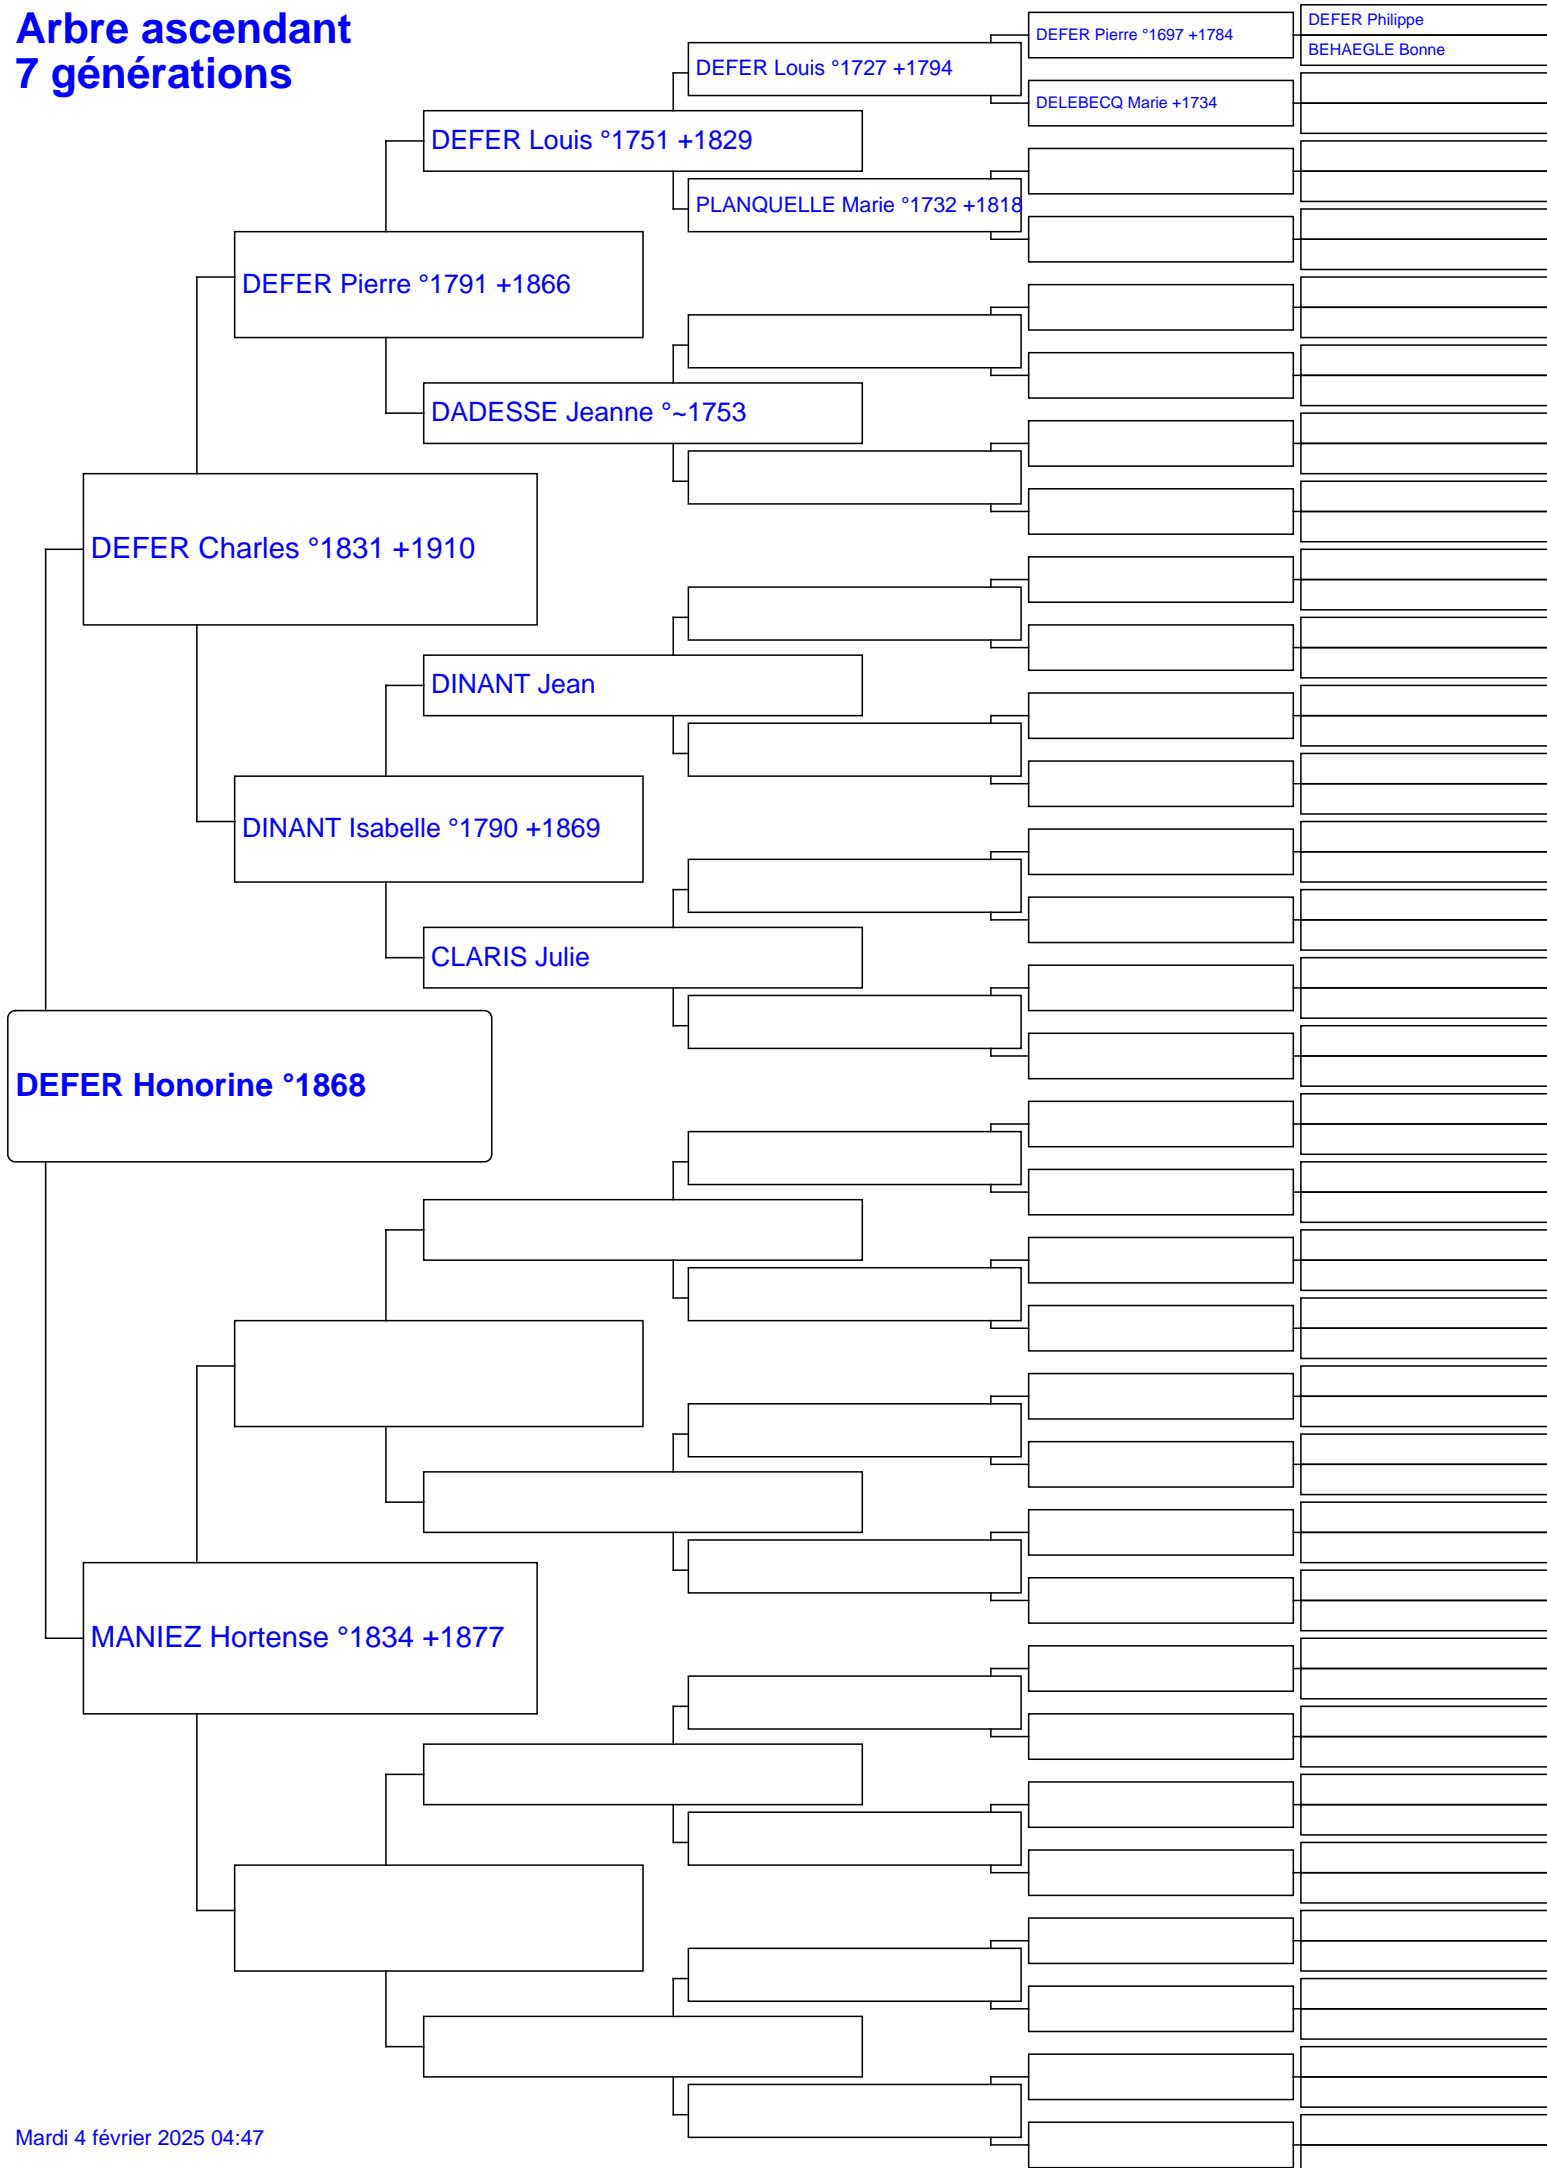 Arbre ascendant
7 générations
DEFER Philippe
DEFER Pierre °1697 +1784
BEHAEGLE Bonne
DEFER Louis °1727 +1794
DELEBECQ Marie +1734
DEFER Louis °1751 +1829
PLANQUELLE Marie °1732 +1818
DEFER Pierre °1791 +1866
DADESSE Jeanne °~1753
DEFER Charles °1831 +1910
DINANT Jean
DINANT Isabelle °1790 +1869
CLARIS Julie
DEFER Honorine °1868
MANIEZ Hortense °1834 +1877
Mardi 4 février 2025 04:47